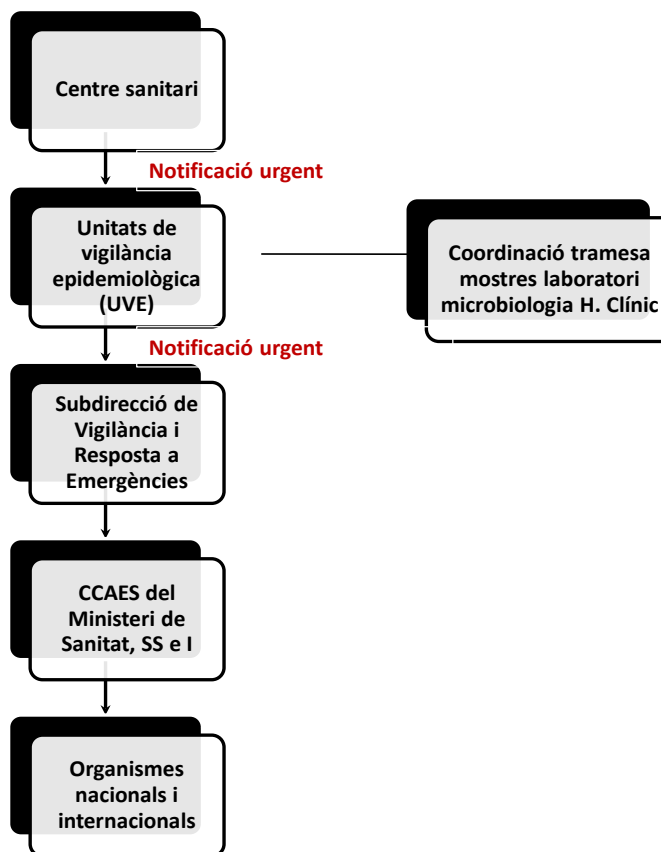 Centre sanitari
Notificació urgent
Unitats de
vigilància
epidemiològica
(UVE)
Coordinació tramesa
mostres laboratori
microbiologia H. Clínic
Notificació urgent
Subdirecció de
Vigilància i
Resposta a
Emergències
CCAES del
Ministeri de
Sanitat, SS e I
Organismes
nacionals i
internacionals